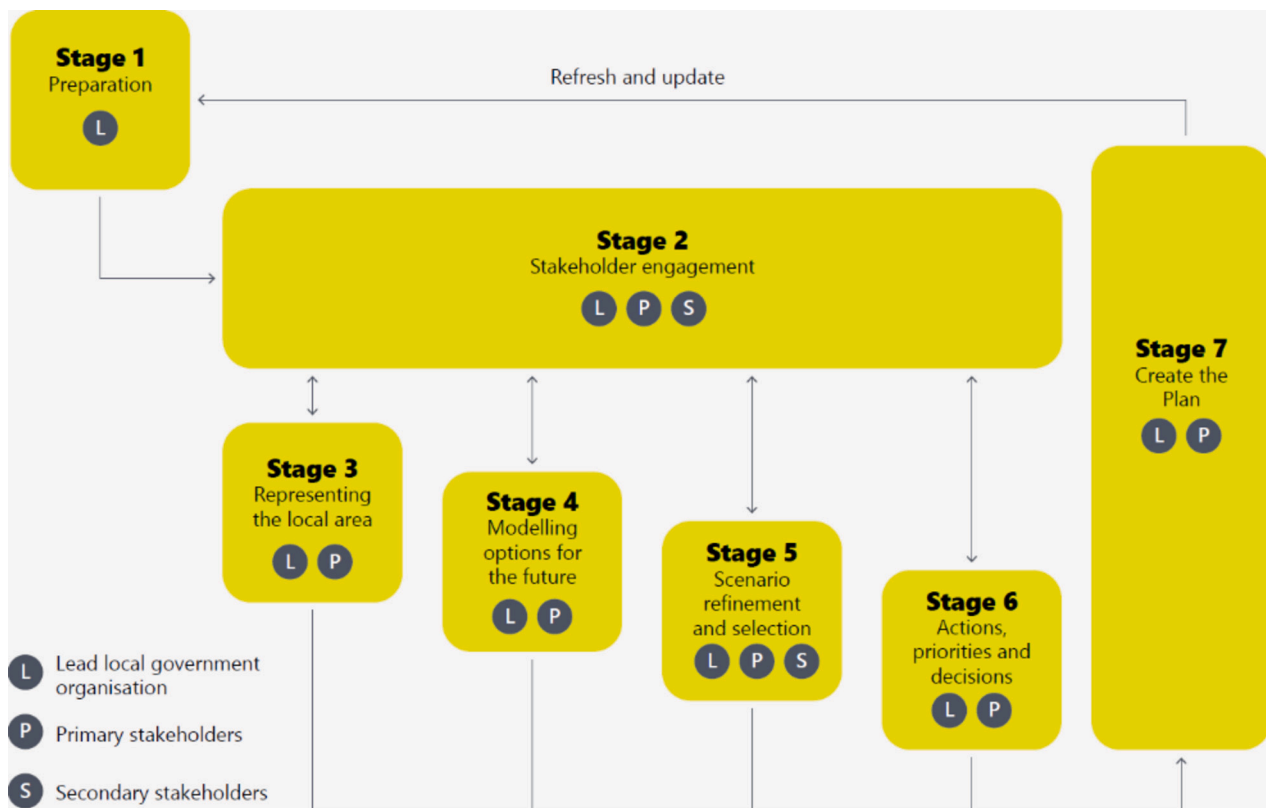 Stage 1
Preparation
L
Refresh and update
Stage 2
Stakeholder engagement
L P S
Stage 3
Representing
the local area
L P
Stage 4
Modelling
options for
the future
L P
Stage 5
Scenario
refinement
and selection
L P S
Stage 6
Actions,
priorities and
decisions
L P
Stage 7
Create the
Plan
L P
L Lead local government
organisation
P Primary stakeholders
S Secondary stakeholders